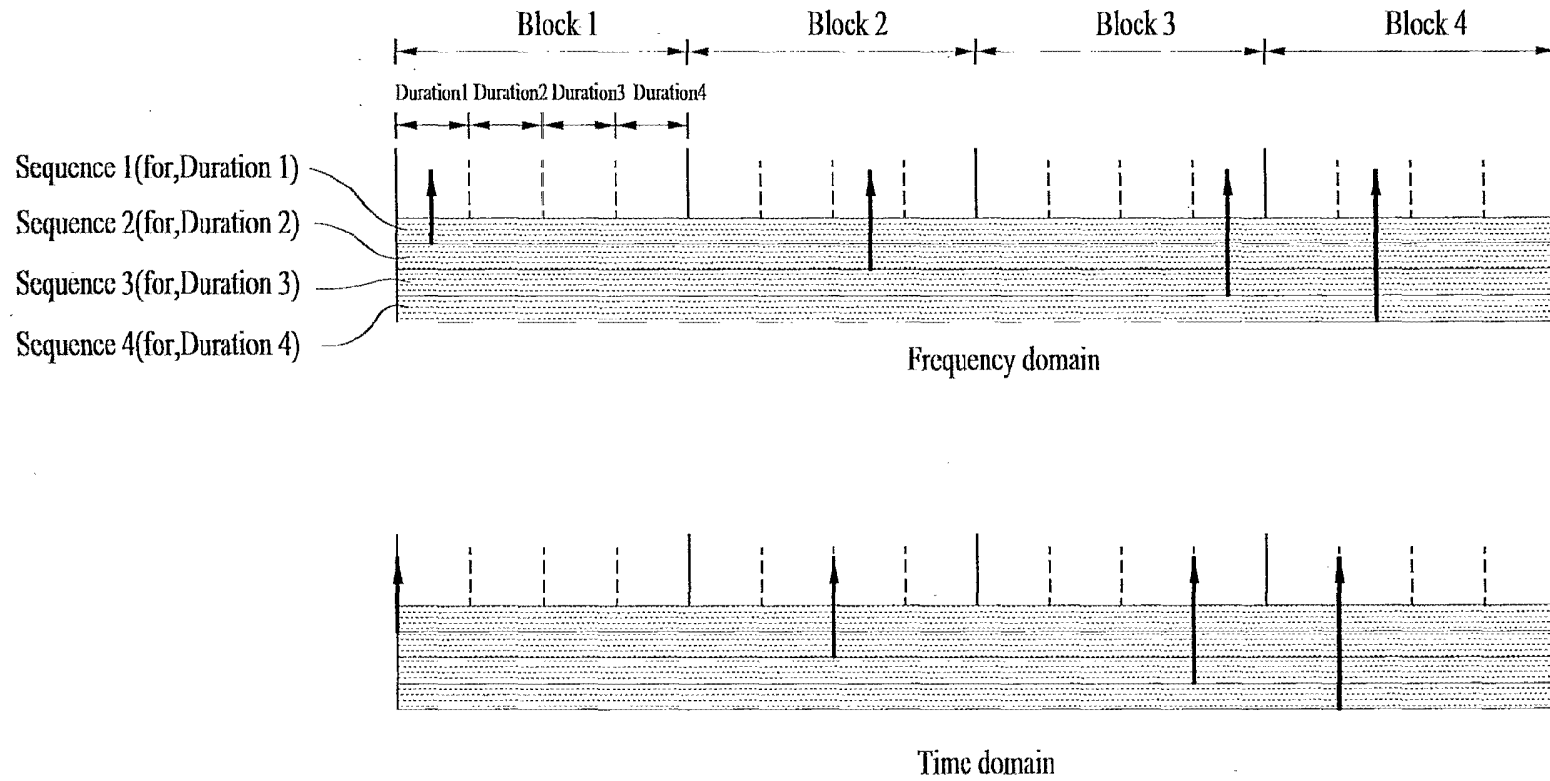 Block 1 Block 2 Block 3 Block 4
Duration1 Duration2 Duration3 Duration4
Sequence 1(for,Duration 1)
Sequence 2(for,Duration 2)
Sequence 3(for,Duration 3)
Sequence 4(for,Duration 4)
Frequency domain
Time domain